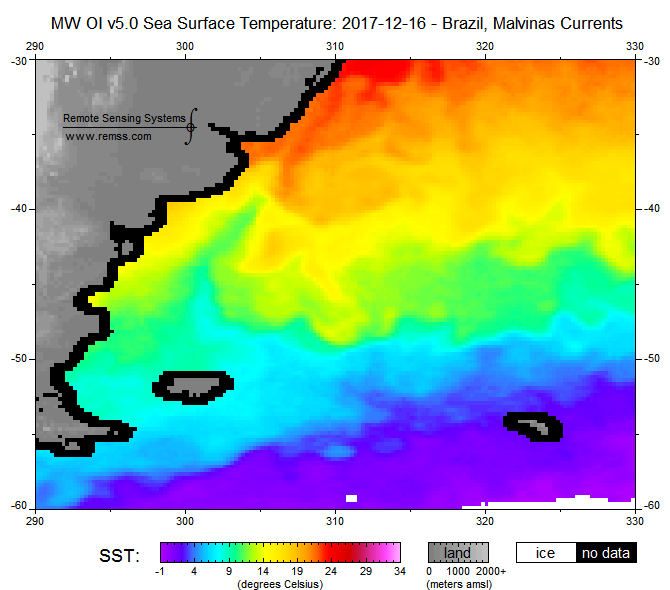 MW OI v5.0 Sea Surface Temperature: 2017-12-16 - Brazil, Malvinas Currents
290 300 310 320 330
-30 -30
Remote Sensing Systems
www.remss.com
-40 -40
-50 -50
-60 -60
290 300 310 320 330
SST: land ice no data
-1 4 9 14 19 24 29 34 0 1000 2000+
(degrees Celsius) (meters amsl)